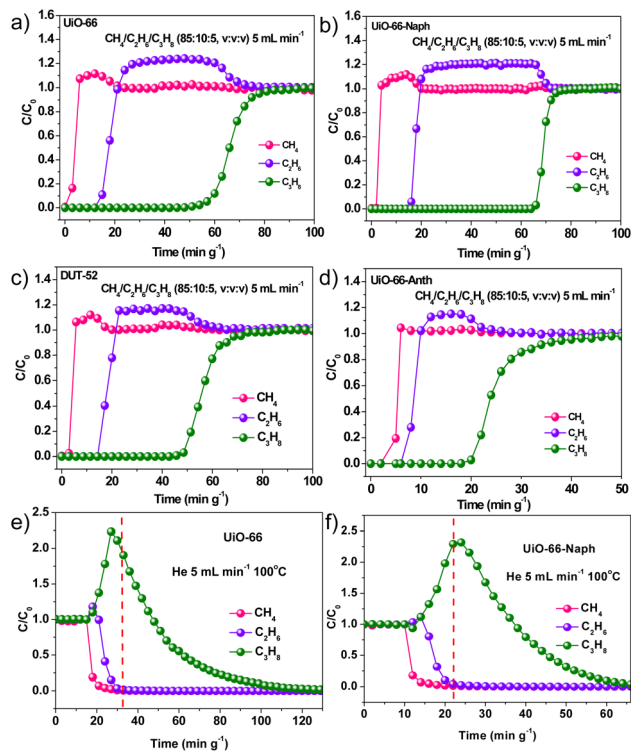 a)
UiO-66
CH₄/C₂H₆/C₃H₈ (85:10:5, v:v:v) 5 mL min⁻¹
C/C₀
1.4
1.2
1.0
0.8
0.6
0.4
0.2
0.0
CH₄
C₂H₆
C₃H₈
0 20 40 60 80 100
Time (min g⁻¹)
b)
UiO-66-Naph
CH₄/C₂H₆/C₃H₈ (85:10:5, v:v:v) 5 mL min⁻¹
C/C₀
1.4
1.2
1.0
0.8
0.6
0.4
0.2
0.0
CH₄
C₂H₆
C₃H₈
0 20 40 60 80 100
Time (min g⁻¹)
c)
DUT-52
CH₄/C₂H₆/C₃H₈ (85:10:5, v:v:v) 5 mL min⁻¹
C/C₀
1.4
1.2
1.0
0.8
0.6
0.4
0.2
0.0
CH₄
C₂H₆
C₃H₈
0 20 40 60 80 100
Time (min g⁻¹)
d)
UiO-66-Anth
CH₄/C₂H₆/C₃H₈ (85:10:5, v:v:v) 5 mL min⁻¹
C/C₀
1.4
1.2
1.0
0.8
0.6
0.4
0.2
0.0
CH₄
C₂H₆
C₃H₈
0 10 20 30 40 50
Time (min g⁻¹)
e)
UiO-66
He 5 mL min⁻¹ 100°C
C/C₀
2.5
2.0
1.5
1.0
0.5
0.0
CH₄
C₂H₆
C₃H₈
0 20 40 60 80 100 120
Time (min g⁻¹)
f)
UiO-66-Naph
He 5 mL min⁻¹ 100°C
C/C₀
2.5
2.0
1.5
1.0
0.5
0.0
CH₄
C₂H₆
C₃H₈
0 10 20 30 40 50 60
Time (min g⁻¹)